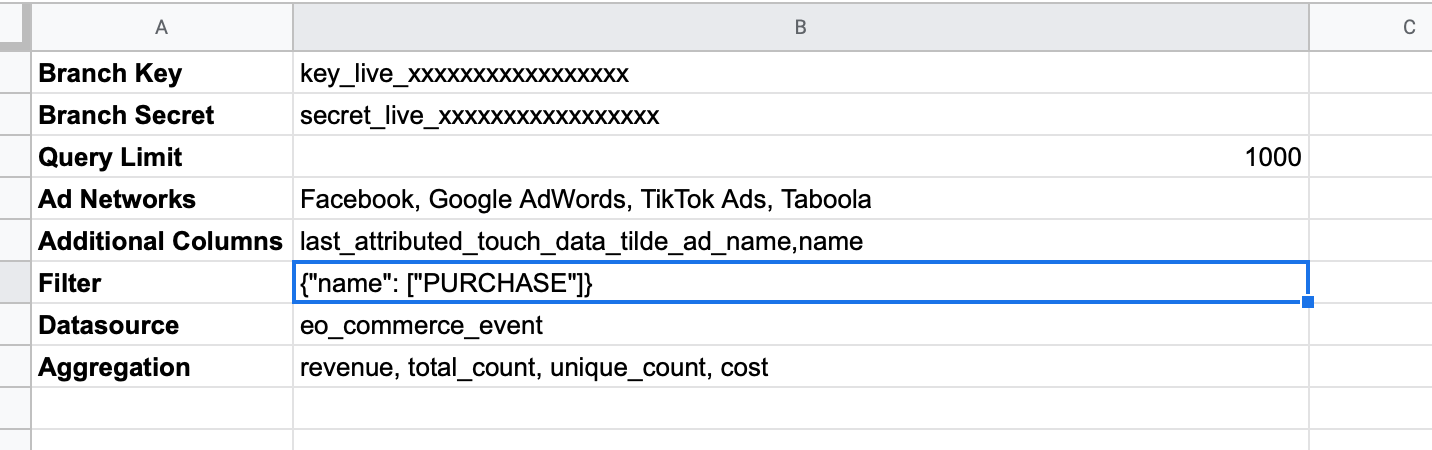 A B C
Branch Key key_live_xxxxxxxxxxxxxxxxx
Branch Secret secret_live_xxxxxxxxxxxxxxxxx
Query Limit 1000
Ad Networks Facebook, Google AdWords, TikTok Ads, Taboola
Additional Columns last_attributed_touch_data_tilde_ad_name,name
Filter {"name": ["PURCHASE"]}
Datasource eo_commerce_event
Aggregation revenue, total_count, unique_count, cost